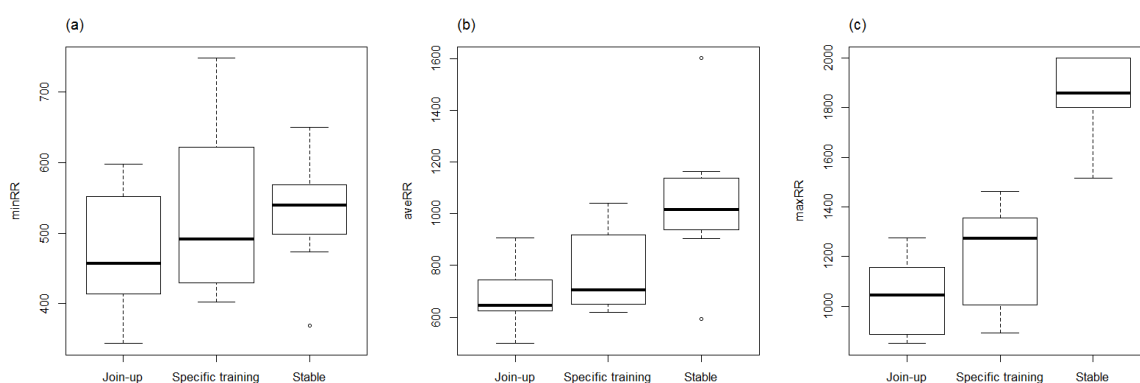 (a)
minRR
700
600
500
400
Join-up Specific training Stable
(b)
aveRR
1600
1400
1200
1000
800
600
Join-up Specific training Stable
(c)
maxRR
2000
1800
1600
1400
1200
1000
Join-up Specific training Stable